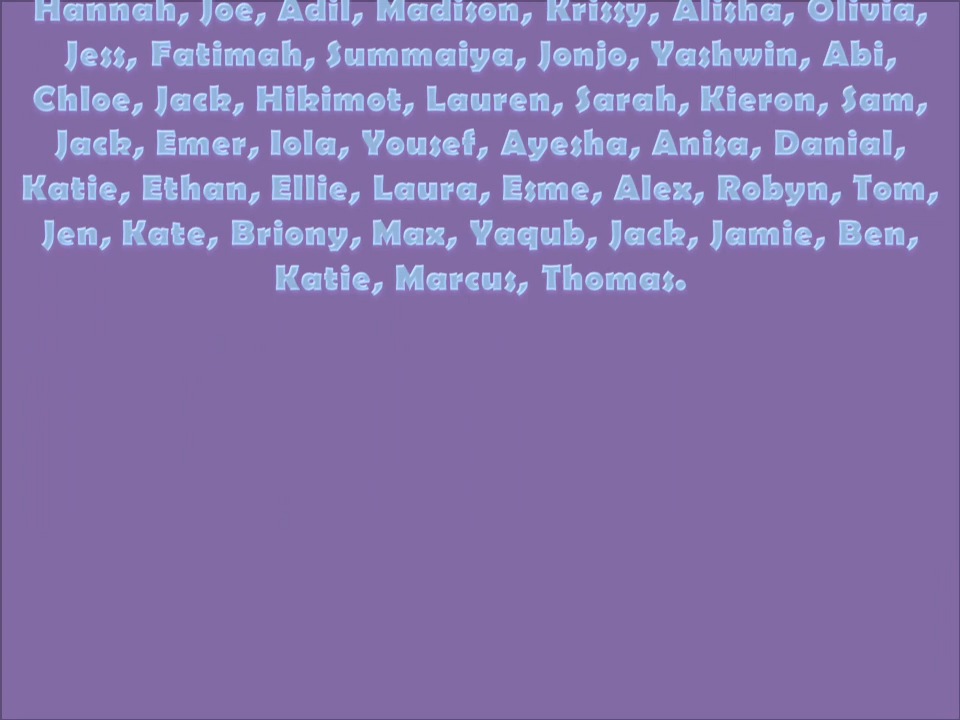 Hannah, Joe, Adil, Madison, Krissy, Alisha, Olivia,
Jess, Fatimah, Summaiya, Jonjo, Yashwin, Abi,
Chloe, Jack, Hikimot, Lauren, Sarah, Kieron, Sam,
Jack, Emer, Iola, Yousef, Ayesha, Anisa, Danial,
Katie, Ethan, Ellie, Laura, Esme, Alex, Robyn, Tom,
Jen, Kate, Briony, Max, Yaqub, Jack, Jamie, Ben,
Katie, Marcus, Thomas.